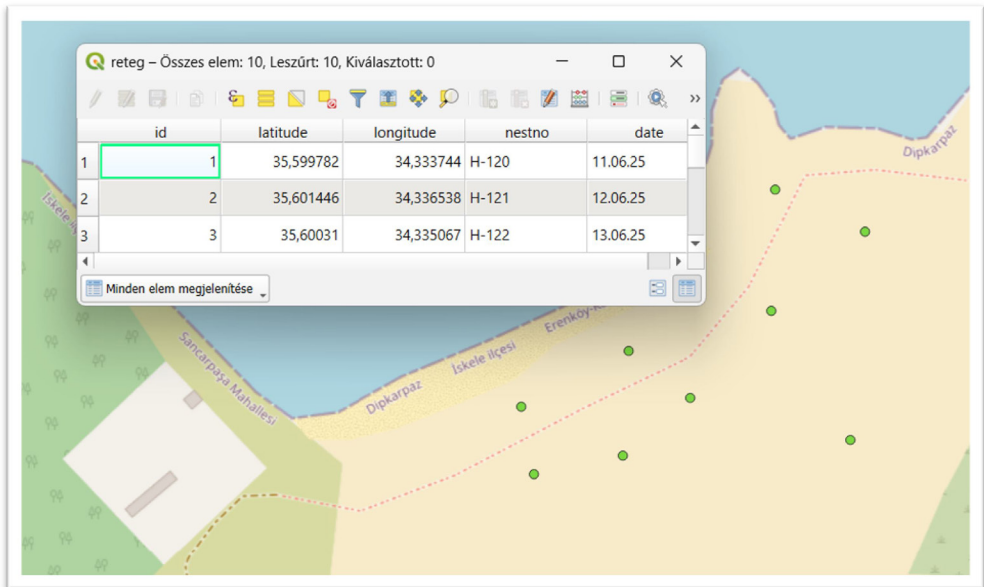 reteg – Összes elem: 10, Leszűrt: 10, Kiválasztott: 0
id latitude longitude nestno date
1 1 35,599782 34,333744 H-120 11.06.25
2 2 35,601446 34,336538 H-121 12.06.25
3 3 35,60031 34,335067 H-122 13.06.25
Minden elem megjelenítése
Dipkarpaz
İskele
Erenköy
İskele ilçesi
Dipkarpaz
Sancarpaşa Mahallesi